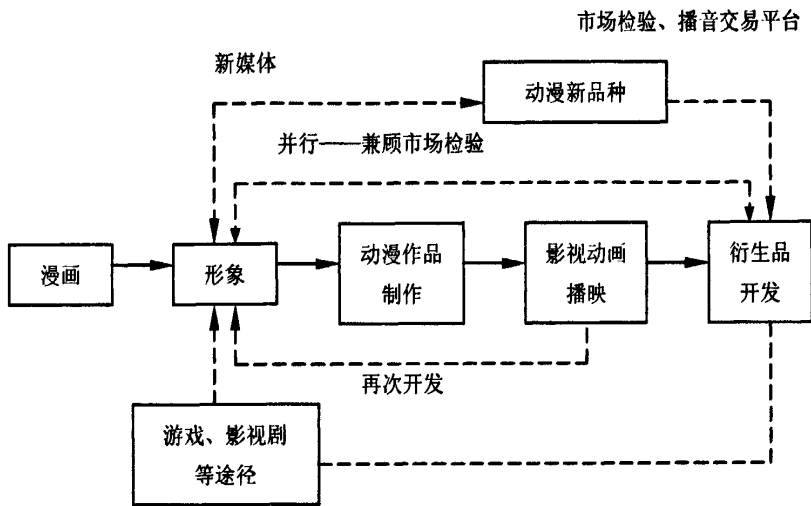 市场检验、播音交易平台
新媒体
动漫新品种
并行——兼顾市场检验
漫画
形象
动漫作品
制作
影视动画
播映
衍生品
开发
再次开发
游戏、影视剧
等途径